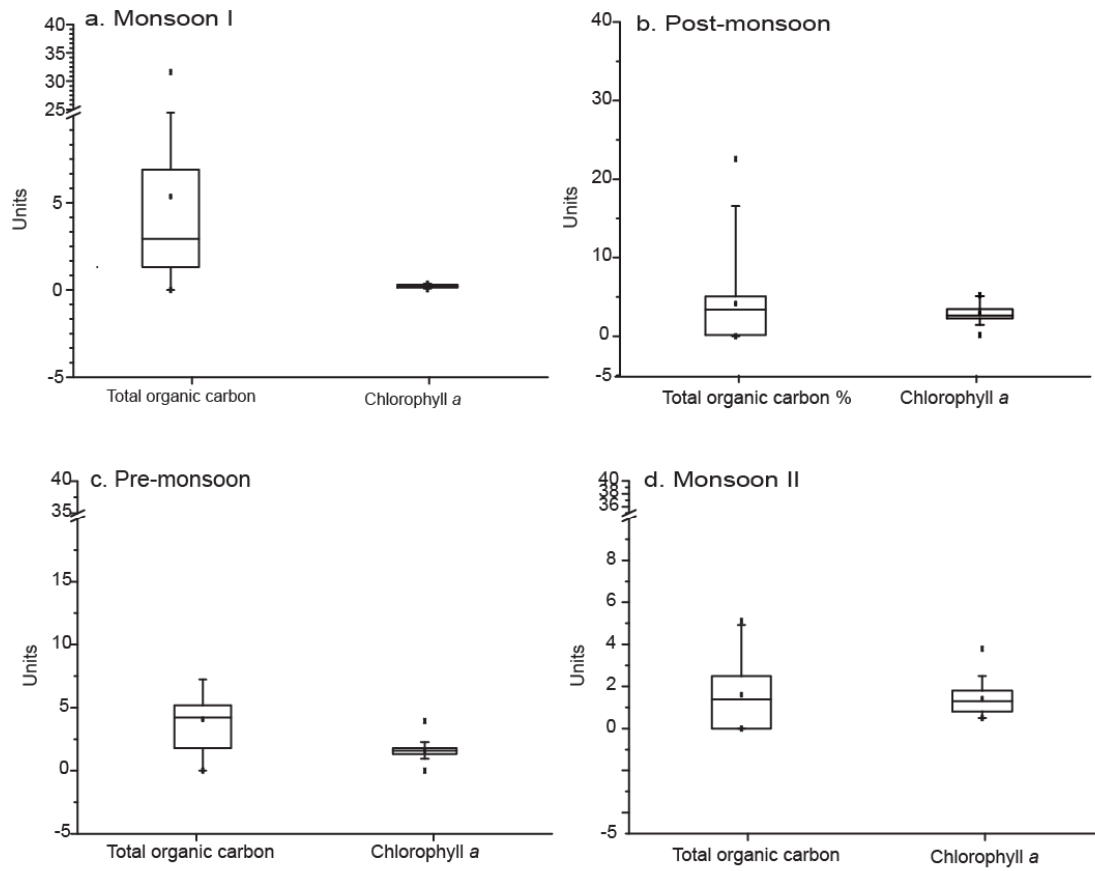 a. Monsoon I
40
35
30
25
5
0
-5
Units
Total organic carbon
Chlorophyll a
b. Post-monsoon
40
30
20
10
0
-5
Units
Total organic carbon %
Chlorophyll a
c. Pre-monsoon
40
35
15
10
5
0
-5
Units
Total organic carbon
Chlorophyll a
d. Monsoon II
40
38
36
8
6
4
2
0
-5
Units
Total organic carbon
Chlorophyll a